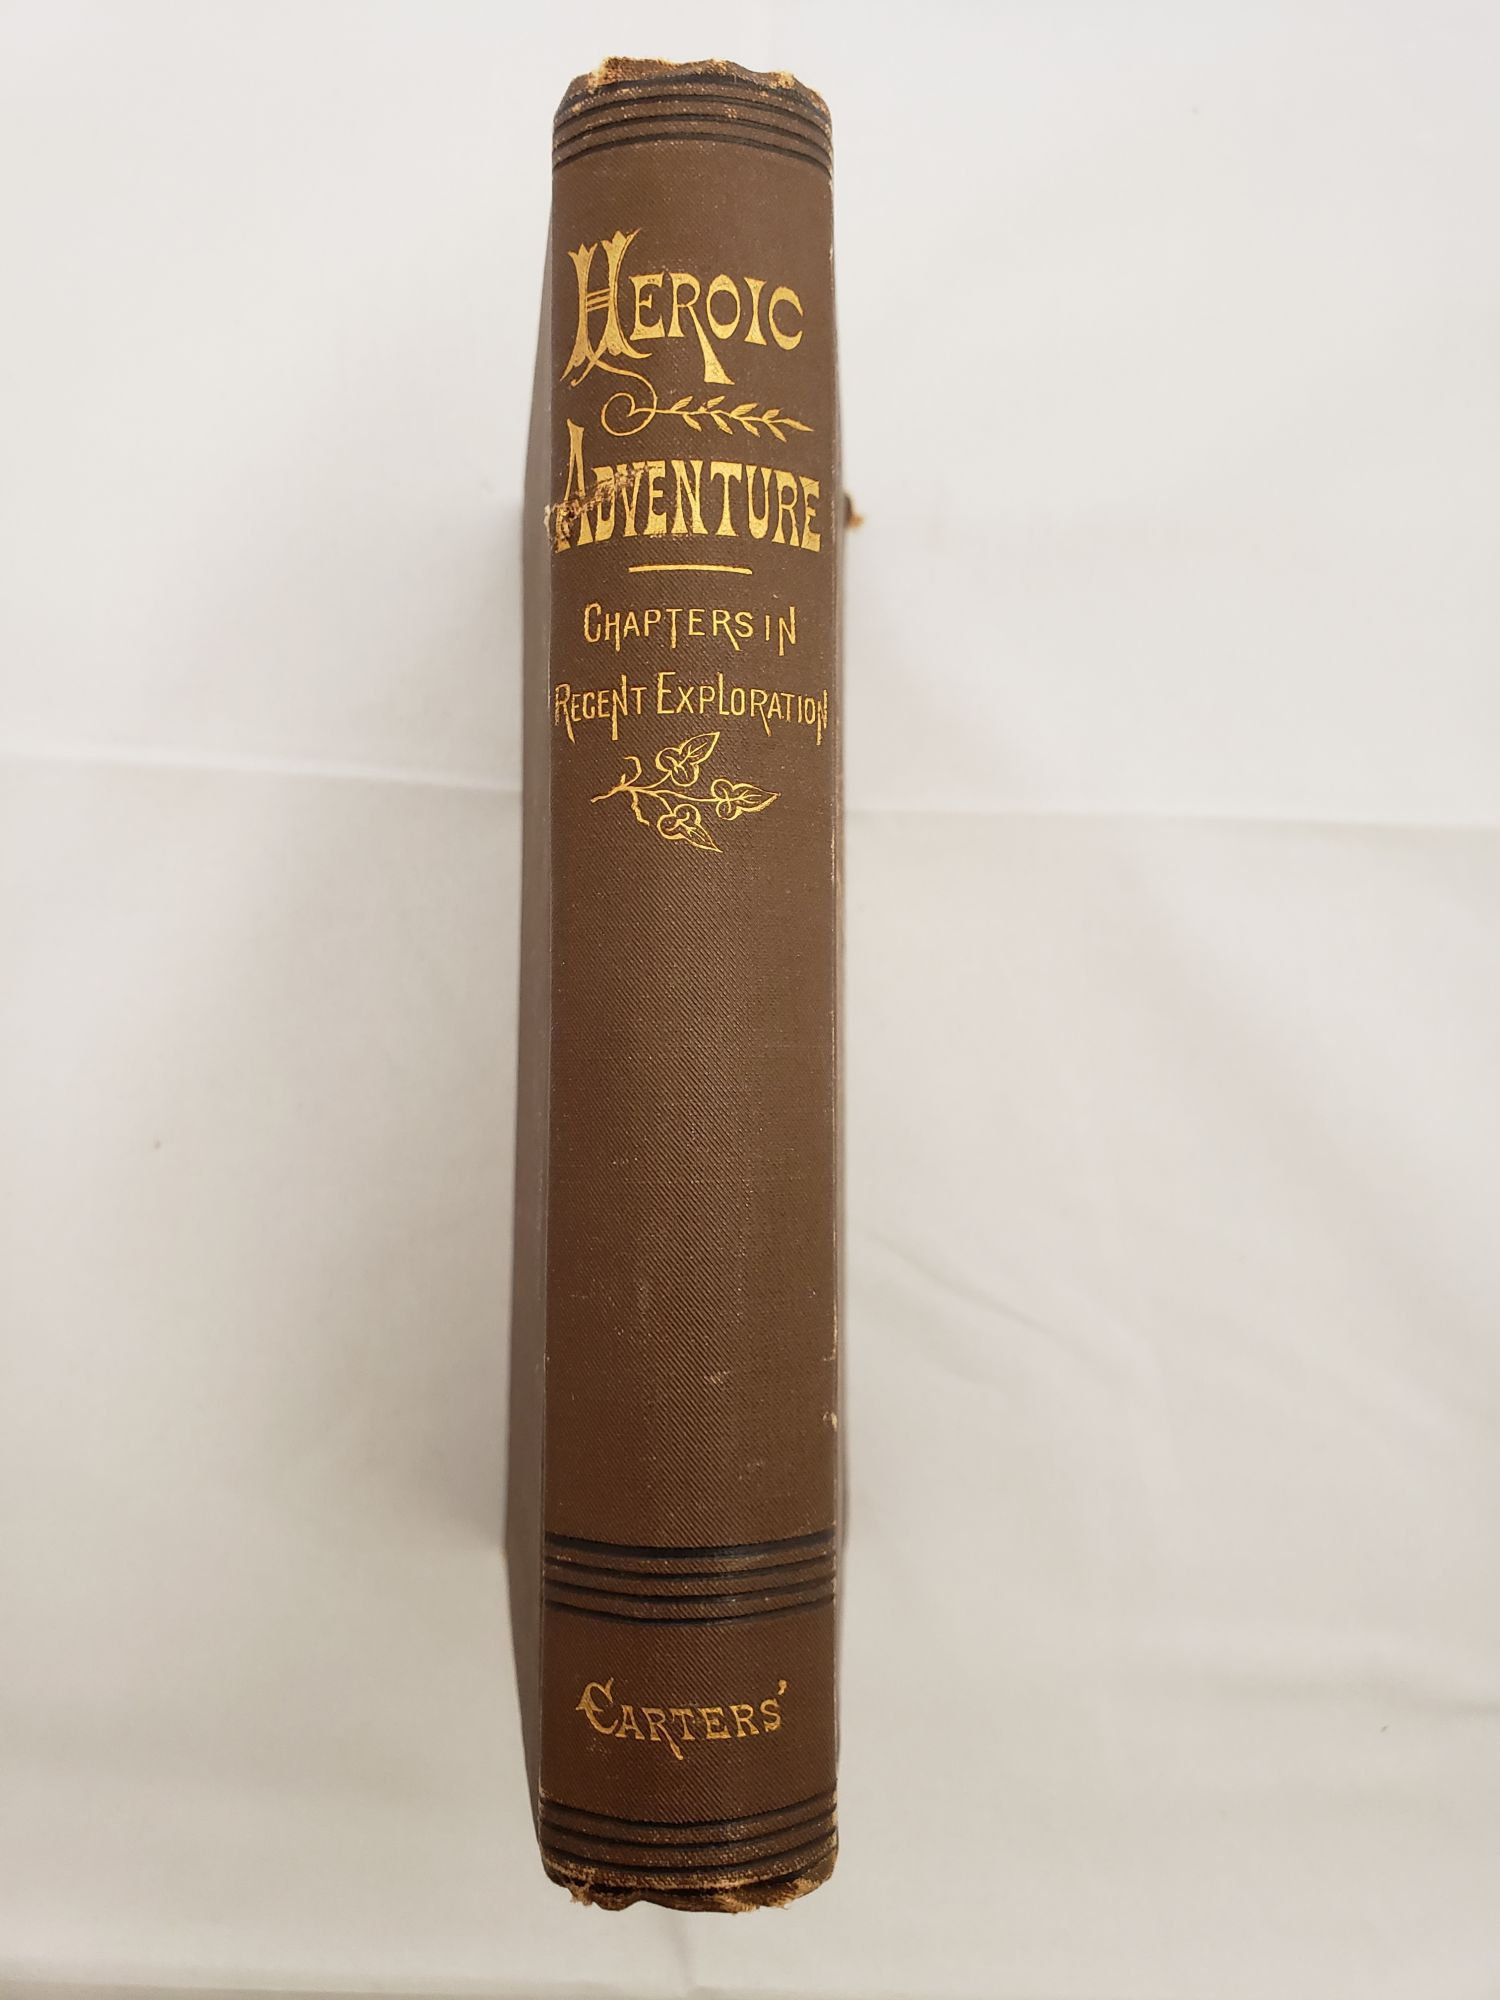 HEROIC
ADVENTURE
CHAPTERS IN
RECENT EXPLORATION
CARTERS'